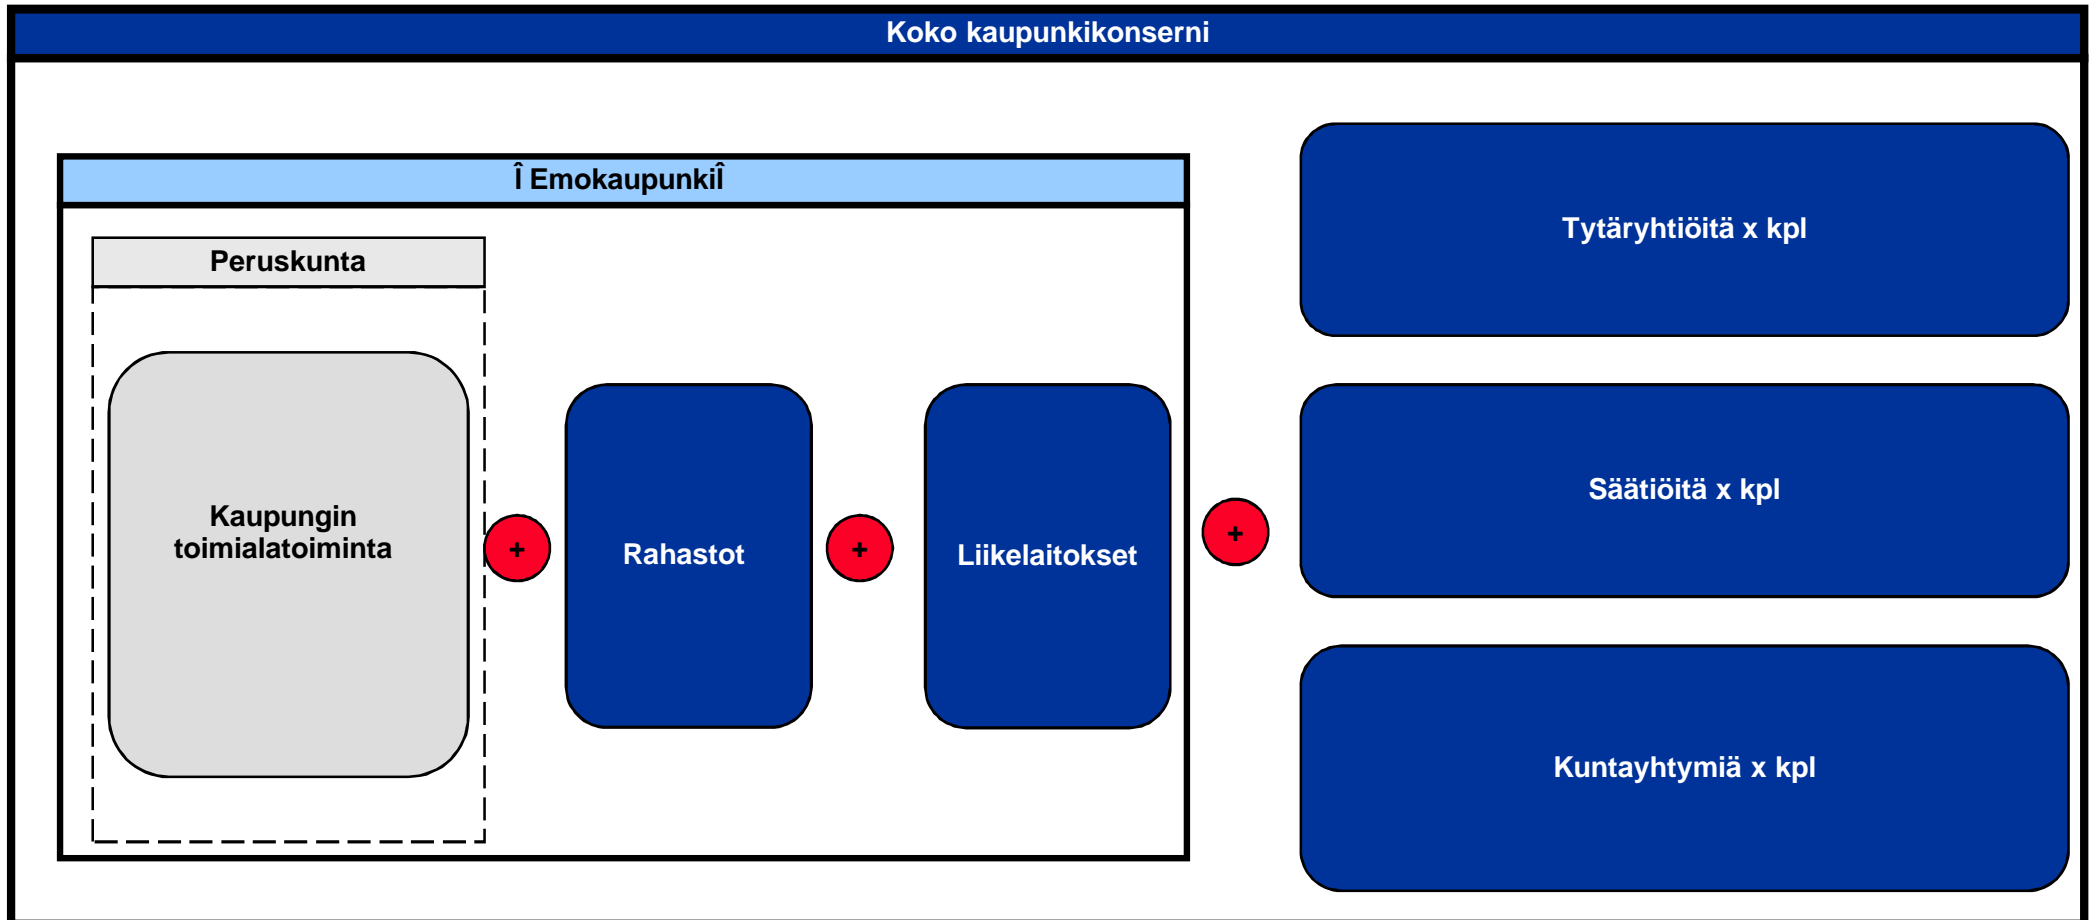 Koko kaupunkikonserni
Î EmokaupunkiÎ
Peruskunta
Kaupungin
toimialatoiminta
+
Rahastot
+
Liikelaitokset
+
Tytäryhtiöitä x kpl
Säätiöitä x kpl
Kuntayhtymiä x kpl